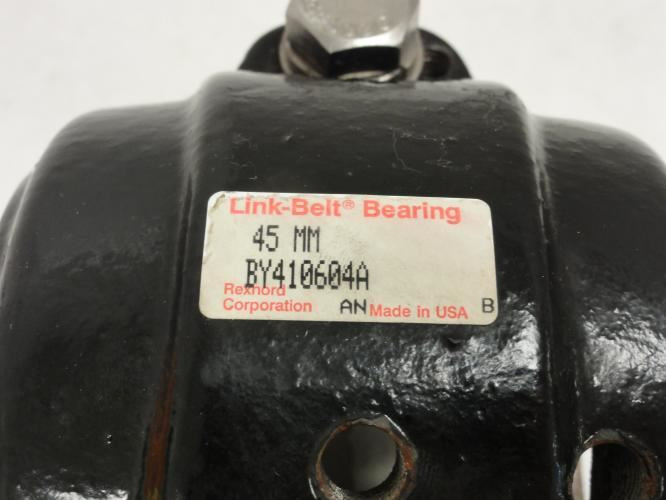 Link-Belt® Bearing
45 MM
BY410604A
Rexnord
Corporation AN Made in USA B